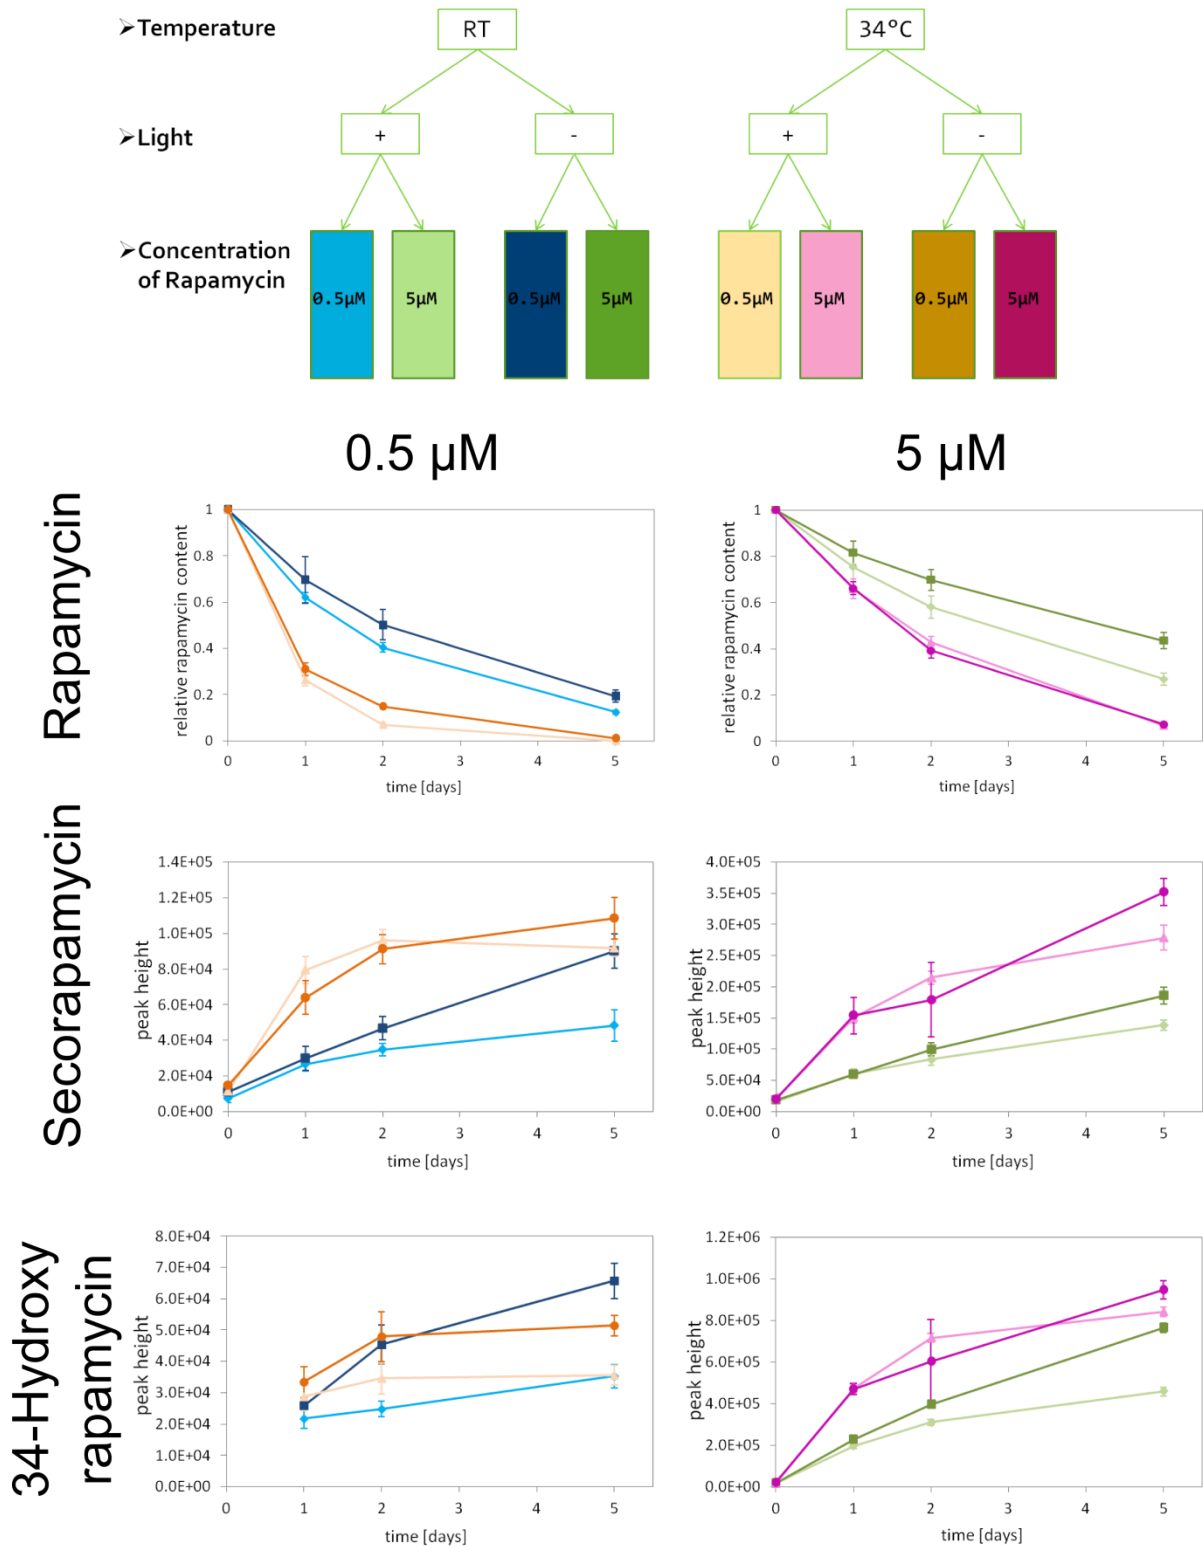 ➢Temperature
RT
34°C
➢Light
+
-
+
-
➢Concentration
of Rapamycin
0.5µM
5µM
0.5µM
5µM
0.5µM
5µM
0.5µM
5µM
0.5 µM
5 µM
Rapamycin
relative rapamycin content
1
0.8
0.6
0.4
0.2
0
0 1 2 3 4 5
time [days]
relative rapamycin content
1
0.8
0.6
0.4
0.2
0
0 1 2 3 4 5
time [days]
Secorapamycin
peak height
1.4E+05
1.2E+05
1.0E+05
8.0E+04
6.0E+04
4.0E+04
2.0E+04
0.0E+00
0 1 2 3 4 5
time [days]
peak height
4.0E+05
3.5E+05
3.0E+05
2.5E+05
2.0E+05
1.5E+05
1.0E+05
5.0E+04
0.0E+00
0 1 2 3 4 5
time [days]
34-Hydroxy
rapamycin
peak height
8.0E+04
7.0E+04
6.0E+04
5.0E+04
4.0E+04
3.0E+04
2.0E+04
1.0E+04
0.0E+00
0 1 2 3 4 5
time [days]
peak height
1.2E+06
1.0E+06
8.0E+05
6.0E+05
4.0E+05
2.0E+05
0.0E+00
0 1 2 3 4 5
time [days]